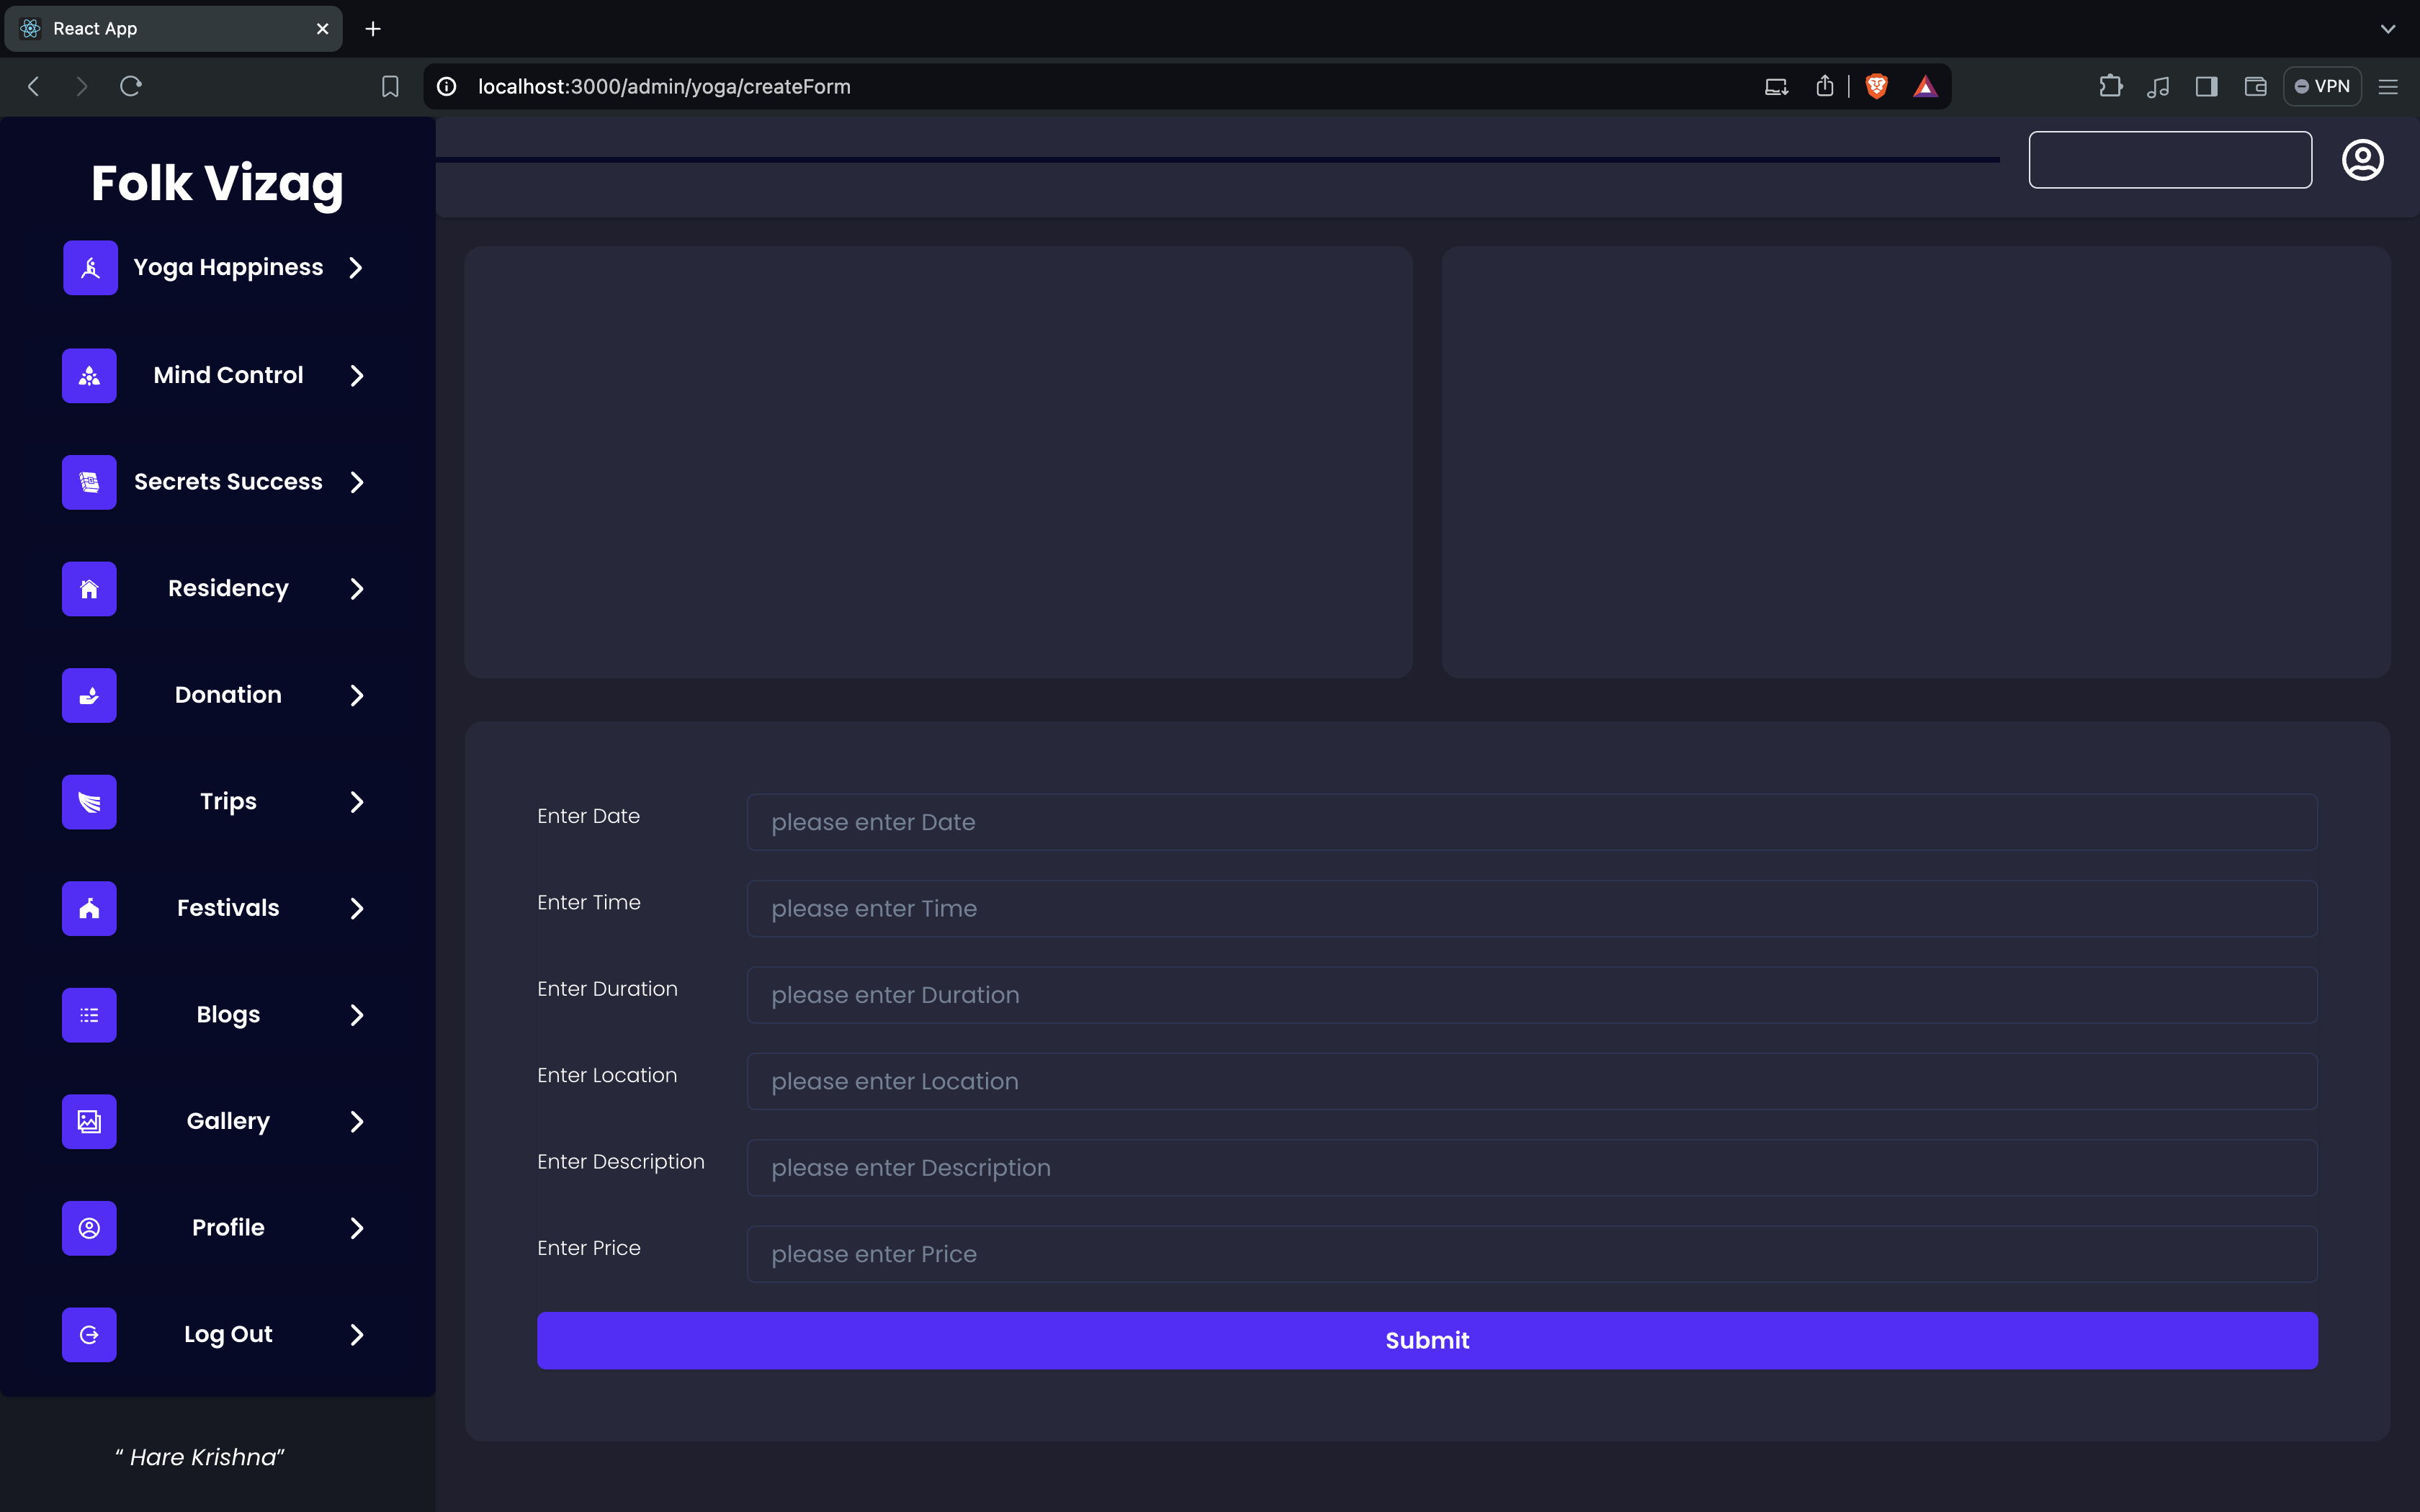 React App
localhost:3000/admin/yoga/createForm
VPN
Folk Vizag
Yoga Happiness
Mind Control
Secrets Success
Residency
Donation
Trips
Festivals
Blogs
Gallery
Profile
Log Out
“ Hare Krishna”
Enter Date
please enter Date
Enter Time
please enter Time
Enter Duration
please enter Duration
Enter Location
please enter Location
Enter Description
please enter Description
Enter Price
please enter Price
Submit